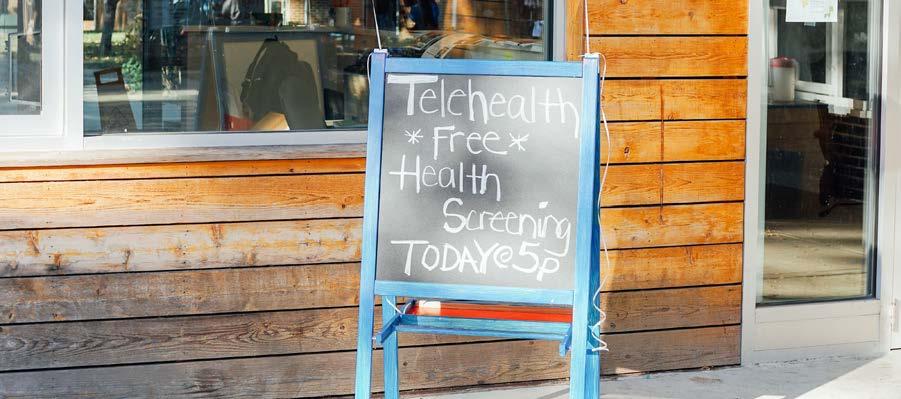 Telehealth
*Free*
Health
Screening
TODAY@5p